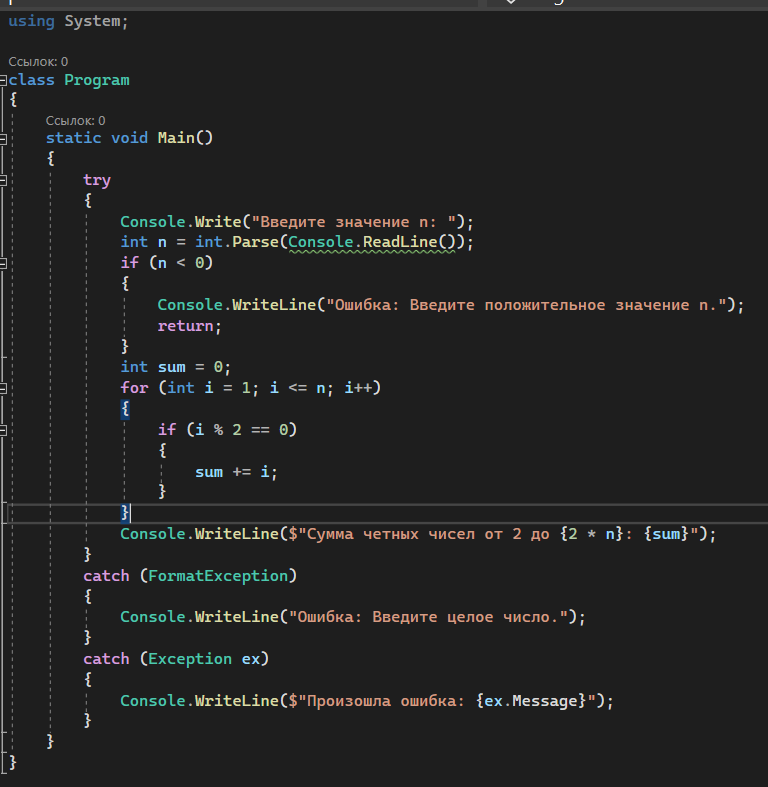 using System;
Ссылок: 0
class Program
{
Ссылок: 0
static void Main()
{
try
{
Console.Write("Введите значение n: ");
int n = int.Parse(Console.ReadLine());
if (n < 0)
{
Console.WriteLine("Ошибка: Введите положительное значение n.");
return;
}
int sum = 0;
for (int i = 1; i <= n; i++)
{
if (i % 2 == 0)
{
sum += i;
}
}
Console.WriteLine($"Сумма четных чисел от 2 до {2 * n}: {sum}");
}
catch (FormatException)
{
Console.WriteLine("Ошибка: Введите целое число.");
}
catch (Exception ex)
{
Console.WriteLine($"Произошла ошибка: {ex.Message}");
}
}
}